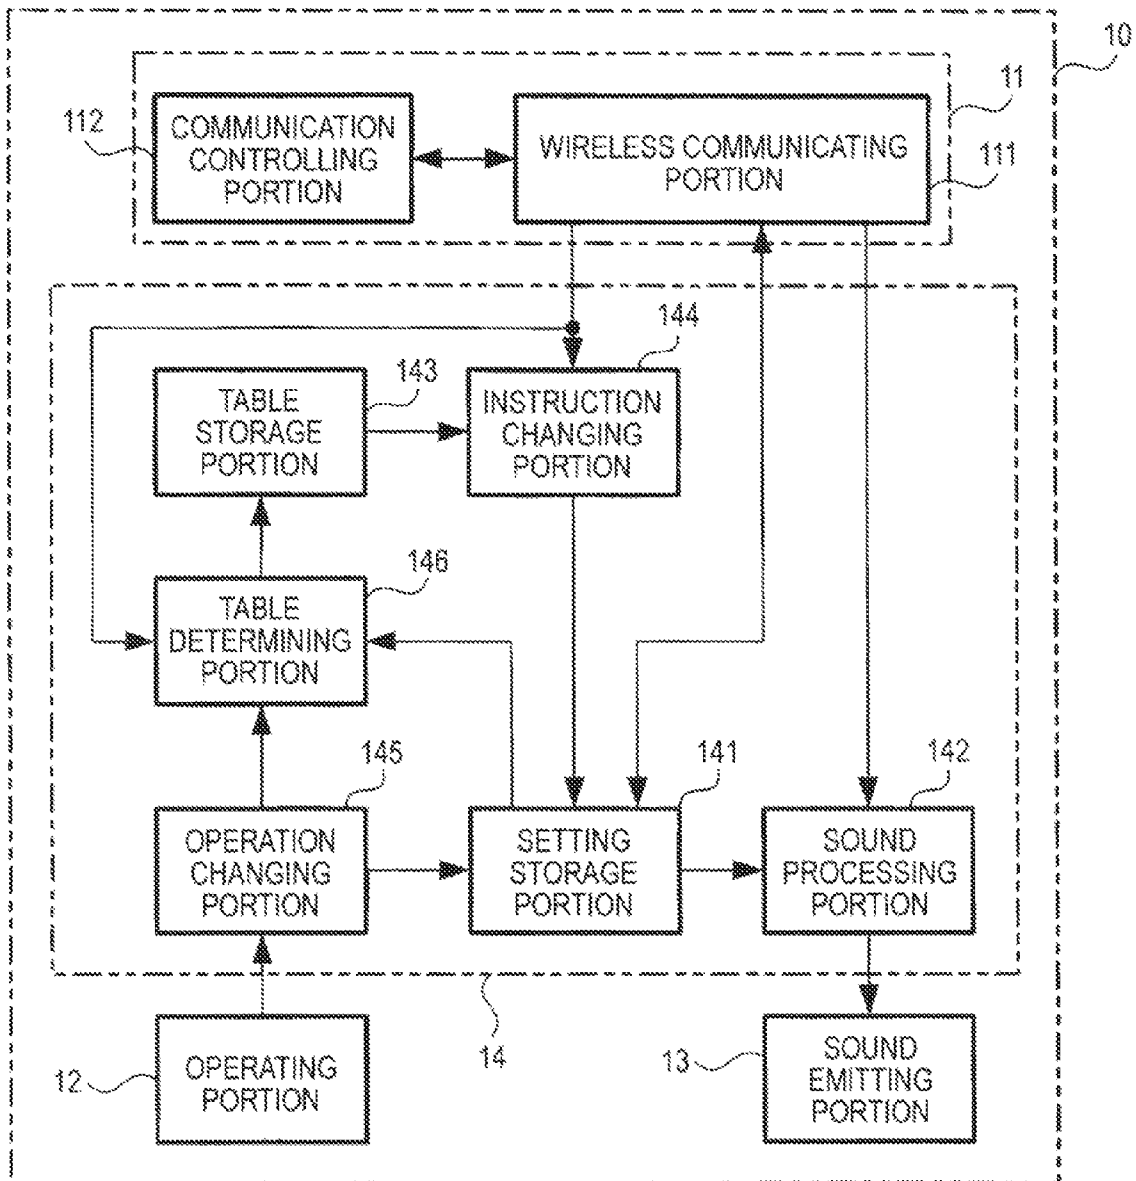 10
11
112
COMMUNICATION
CONTROLLING
PORTION
WIRELESS COMMUNICATING
PORTION
111
144
143
TABLE
STORAGE
PORTION
INSTRUCTION
CHANGING
PORTION
146
TABLE
DETERMINING
PORTION
145
141
142
OPERATION
CHANGING
PORTION
SETTING
STORAGE
PORTION
SOUND
PROCESSING
PORTION
14
12
OPERATING
PORTION
13
SOUND
EMITTING
PORTION